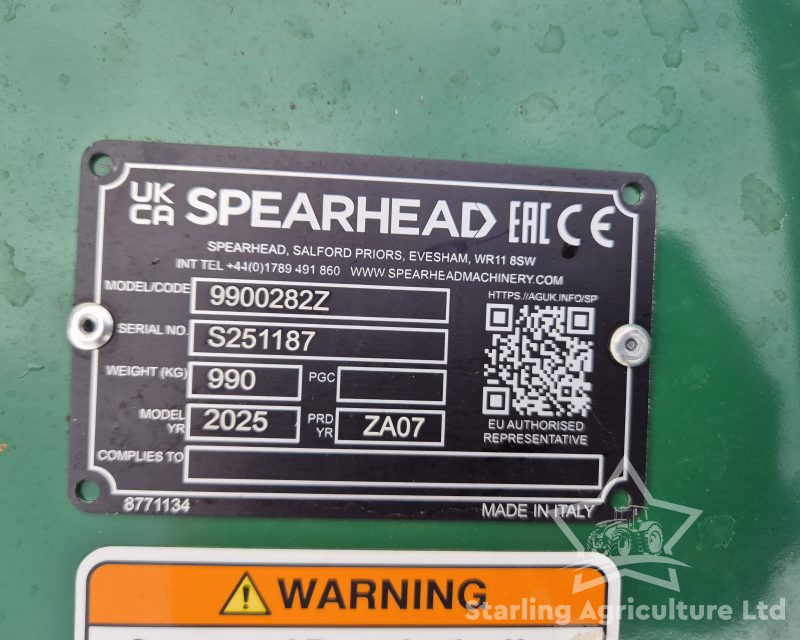 UK CA SPEARHEAD EAC CE
SPEARHEAD, SALFORD PRIORS, EVESHAM, WR11 8SW
INT TEL +44(0)1789 491 860 WWW.SPEARHEADMACHINERY.COM
MODEL/CODE 9900282Z
HTTPS://AGUK.INFO/SP
SERIAL NO. S251187
WEIGHT (KG) 990 PGC
MODEL YR 2025 PRD YR ZA07
EU AUTHORISED
REPRESENTATIVE
COMPLIES TO
8771134 MADE IN ITALY
WARNING
Starling Agriculture Ltd